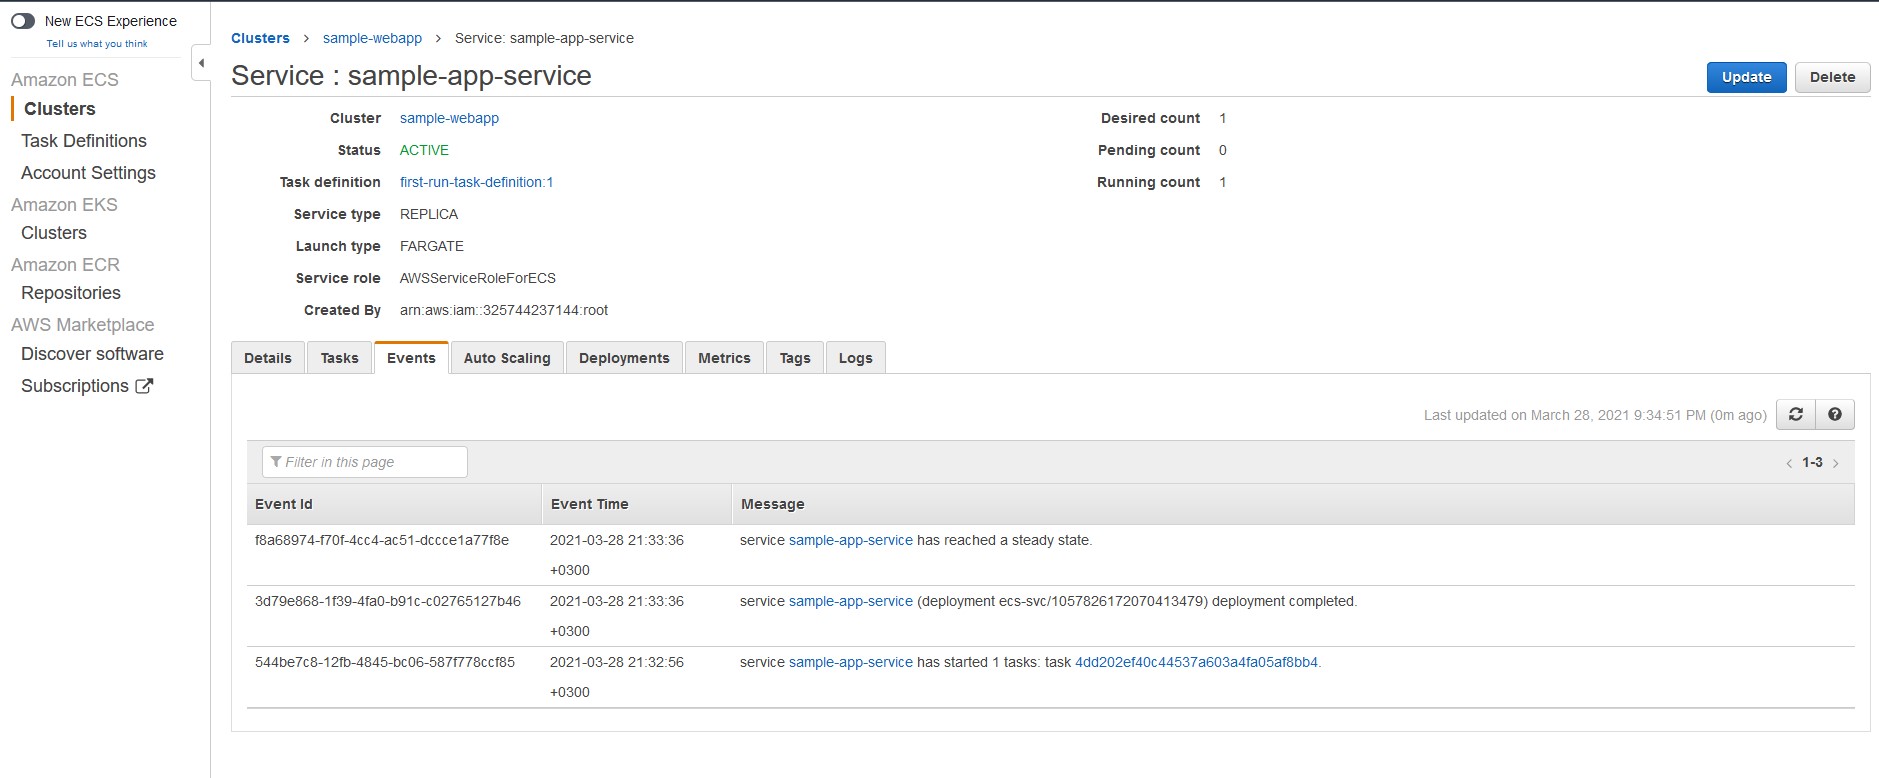 New ECS Experience
Tell us what you think
Amazon ECS
Clusters
Task Definitions
Account Settings
Amazon EKS
Clusters
Amazon ECR
Repositories
AWS Marketplace
Discover software
Subscriptions
Clusters > sample-webapp > Service: sample-app-service
Service : sample-app-service
Update Delete
Cluster sample-webapp
Status ACTIVE
Task definition first-run-task-definition:1
Service type REPLICA
Launch type FARGATE
Service role AWSServiceRoleForECS
Created By arn:aws:iam::325744237144:root
Desired count 1
Pending count 0
Running count 1
Details Tasks Events Auto Scaling Deployments Metrics Tags Logs
Last updated on March 28, 2021 9:34:51 PM (0m ago)
Filter in this page
< 1-3 >
Event Id Event Time Message
f8a68974-f70f-4cc4-ac51-dccce1a77f8e 2021-03-28 21:33:36 service sample-app-service has reached a steady state.
+0300
3d79e868-1f39-4fa0-b91c-c02765127b46 2021-03-28 21:33:36 service sample-app-service (deployment ecs-svc/1057826172070413479) deployment completed.
+0300
544be7c8-12fb-4845-bc06-587f778ccf85 2021-03-28 21:32:56 service sample-app-service has started 1 tasks: task 4dd202ef40c44537a603a4fa05af8bb4.
+0300